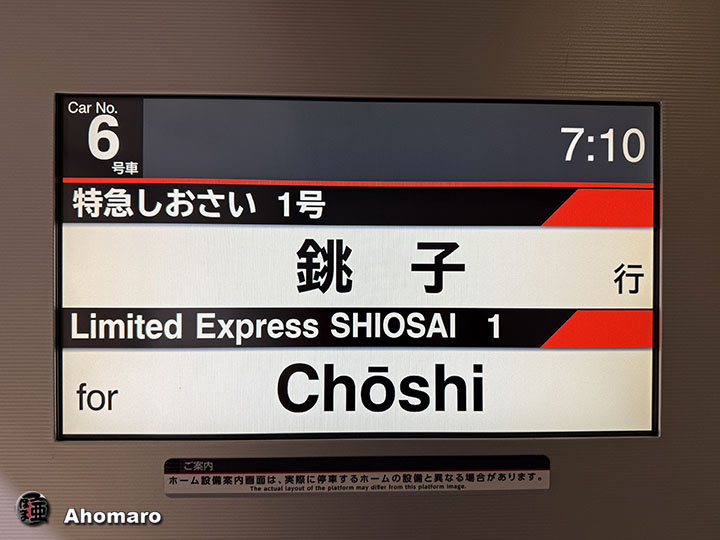 Car No.
6
号車
7:10
特急しおさい 1号
銚 子
行
Limited Express SHIOSAI 1
for Chōshi
ご案内
ホーム設備案内画面は、実際に停車するホームの設備と異なる場合があります。
The actual layout of the platform may differ from this platform image.
Ahomaro